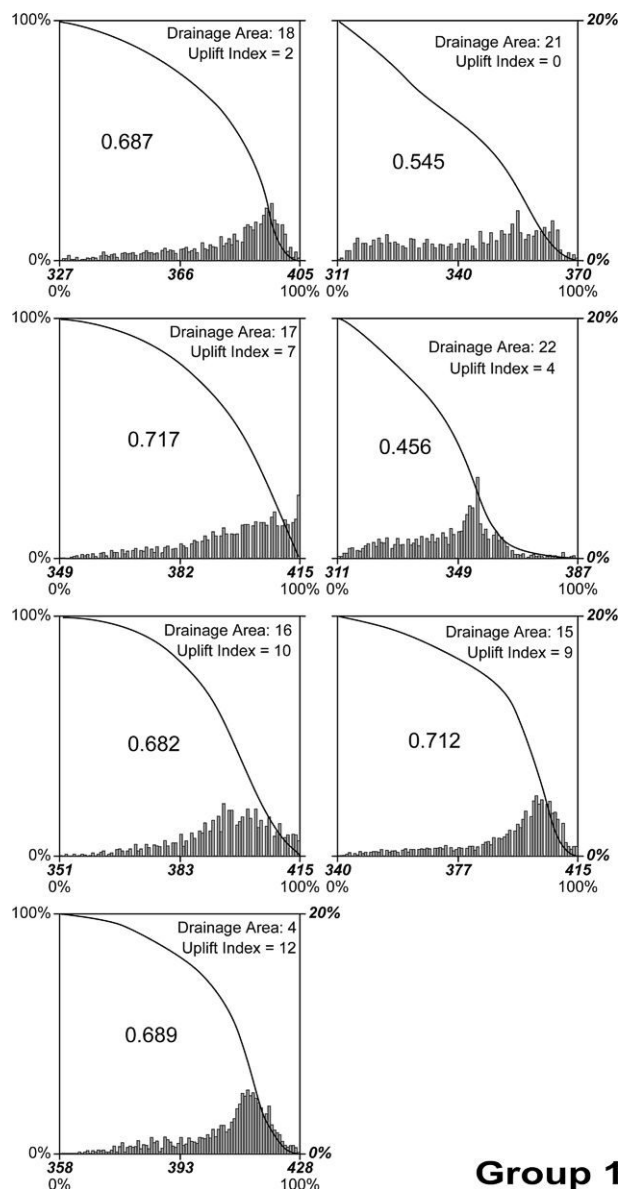 100%
Drainage Area: 18
Uplift Index = 2
0.687
0%
327 366 405
0% 100%
20%
Drainage Area: 21
Uplift Index = 0
0.545
0%
311 340 370
0% 100%
100%
Drainage Area: 17
Uplift Index = 7
0.717
0%
349 382 415
0% 100%
20%
Drainage Area: 22
Uplift Index = 4
0.456
0%
311 349 387
0% 100%
100%
Drainage Area: 16
Uplift Index = 10
0.682
0%
351 383 415
0% 100%
20%
Drainage Area: 15
Uplift Index = 9
0.712
0%
340 377 415
0% 100%
100% 20%
Drainage Area: 4
Uplift Index = 12
0.689
0% 0%
358 393 428
0% 100%
Group 1